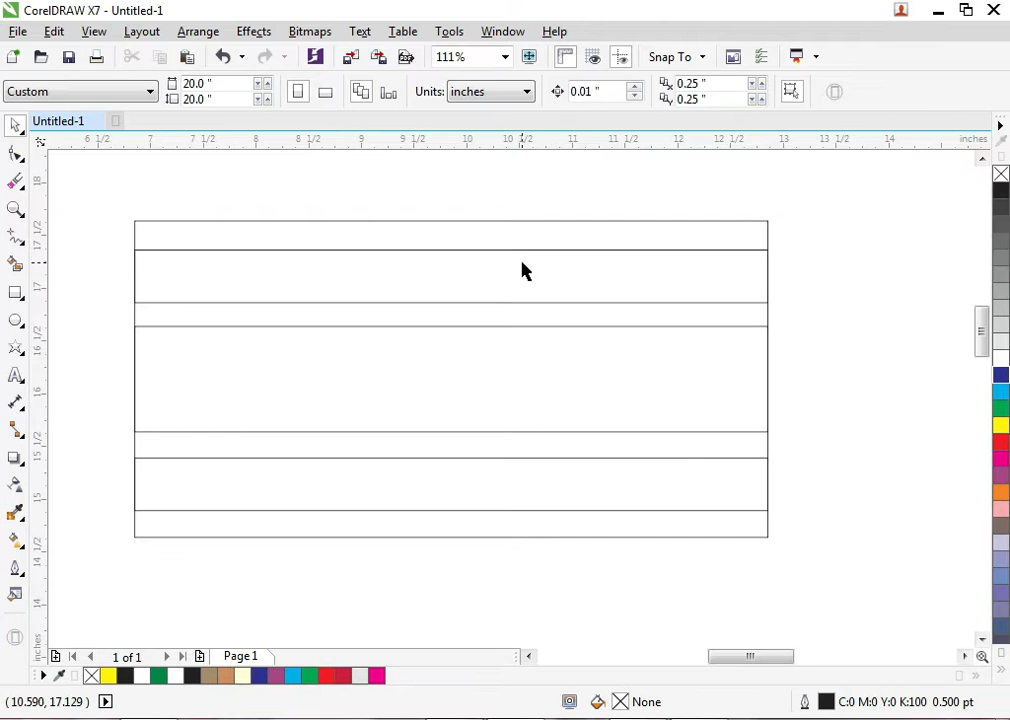 CorelDRAW X7 - Untitled-1
File Edit View Layout Arrange Effects Bitmaps Text Table Tools Window Help
111% Snap To
Custom 20.0 " 20.0 " Units: inches 0.01 " 0.25 " 0.25 "
Untitled-1
6 1/2 7 7 1/2 8 8 1/2 9 9 1/2 10 10 1/2 11 11 1/2 12 12 1/2 13 13 1/2 14 inches
18
17 1/2
17
16 1/2
16
15 1/2
15
14 1/2
14
inches
1 of 1 Page 1
(10.590, 17.129) None C:0 M:0 Y:0 K:100 0.500 pt